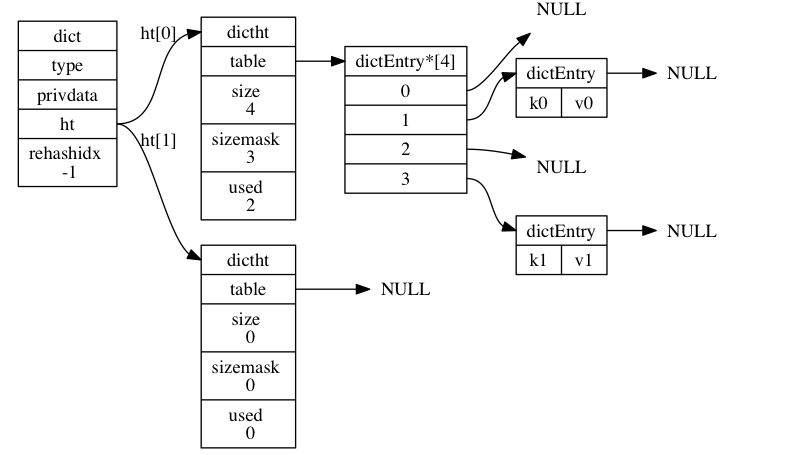 dict
type
privdata
ht
rehashidx
-1
ht[0]
ht[1]
dictht
table
size
4
sizemask
3
used
2
dictht
table
size
0
sizemask
0
used
0
NULL
dictEntry*[4]
0
1
2
3
NULL
dictEntry
k0 v0
NULL
NULL
dictEntry
k1 v1
NULL